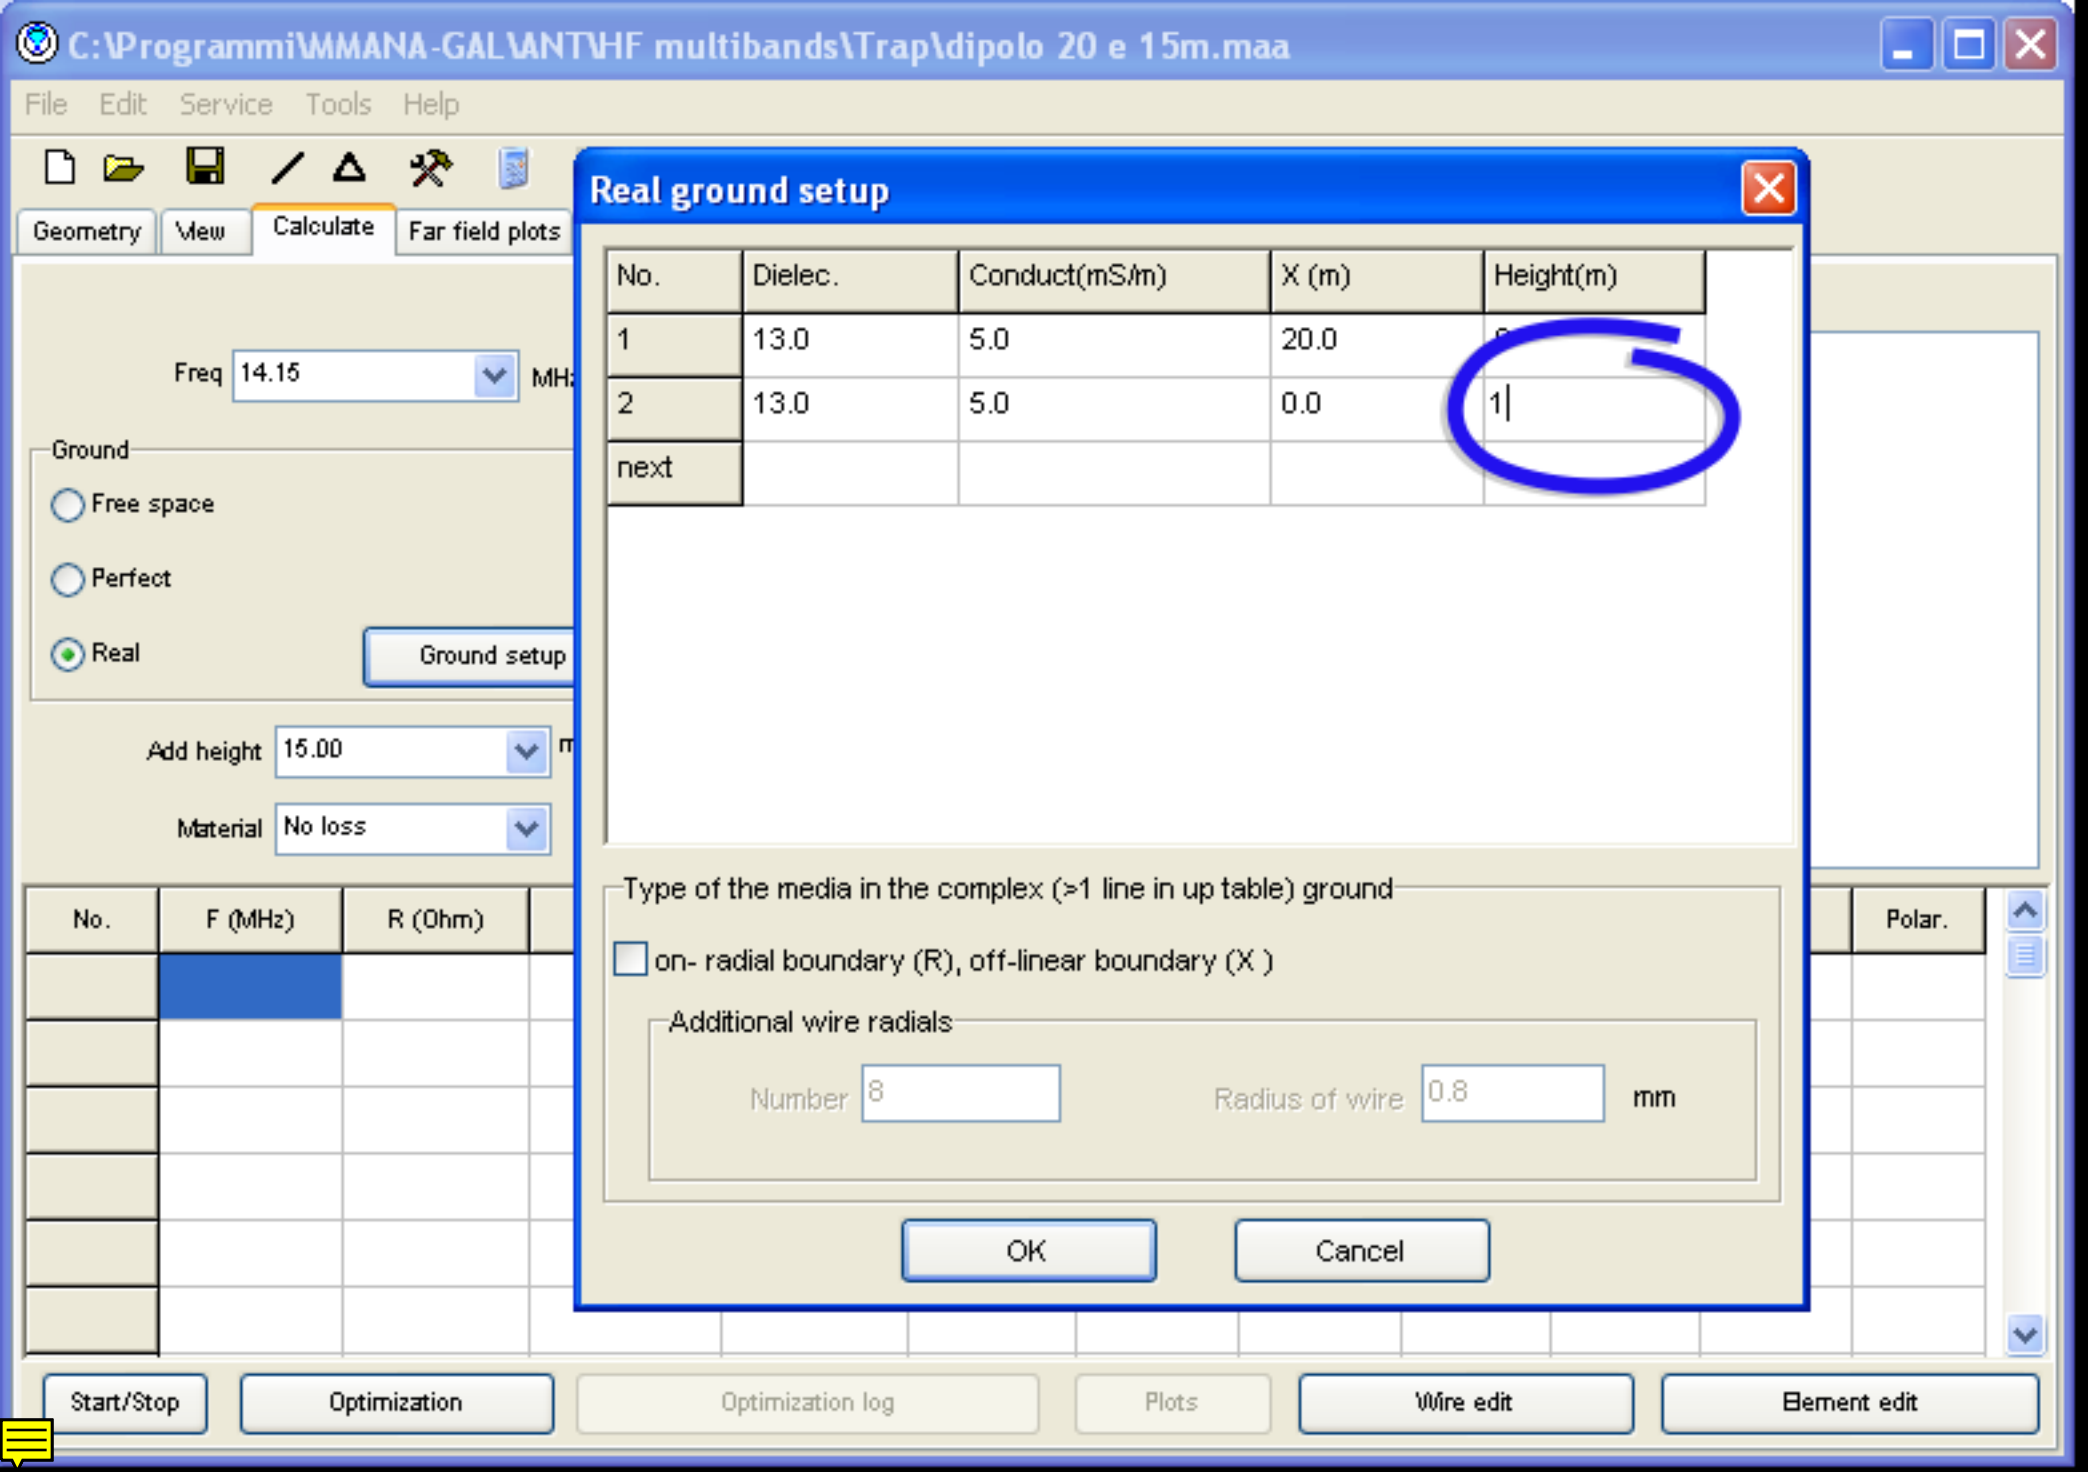 C:\Programmi\MMANA-GAL\ANT\HF multibands\Trap\dipolo 20 e 15m.maa
File Edit Service Tools Help
Geometry View Calculate Far field plots
Freq 14.15
Ground
Free space
Perfect
Real Ground setup
Add height 15.00
Material No loss
No. F (MHz) R (Ohm) Polar.
Real ground setup
No. Dielec. Conduct(mS/m) X (m) Height(m)
1 13.0 5.0 20.0
2 13.0 5.0 0.0 1
next
Type of the media in the complex (>1 line in up table) ground
on- radial boundary (R), off-linear boundary (X )
Additional wire radials
Number 8 Radius of wire 0.8 mm
OK Cancel
Start/Stop Optimization Optimization log Plots Wire edit Element edit